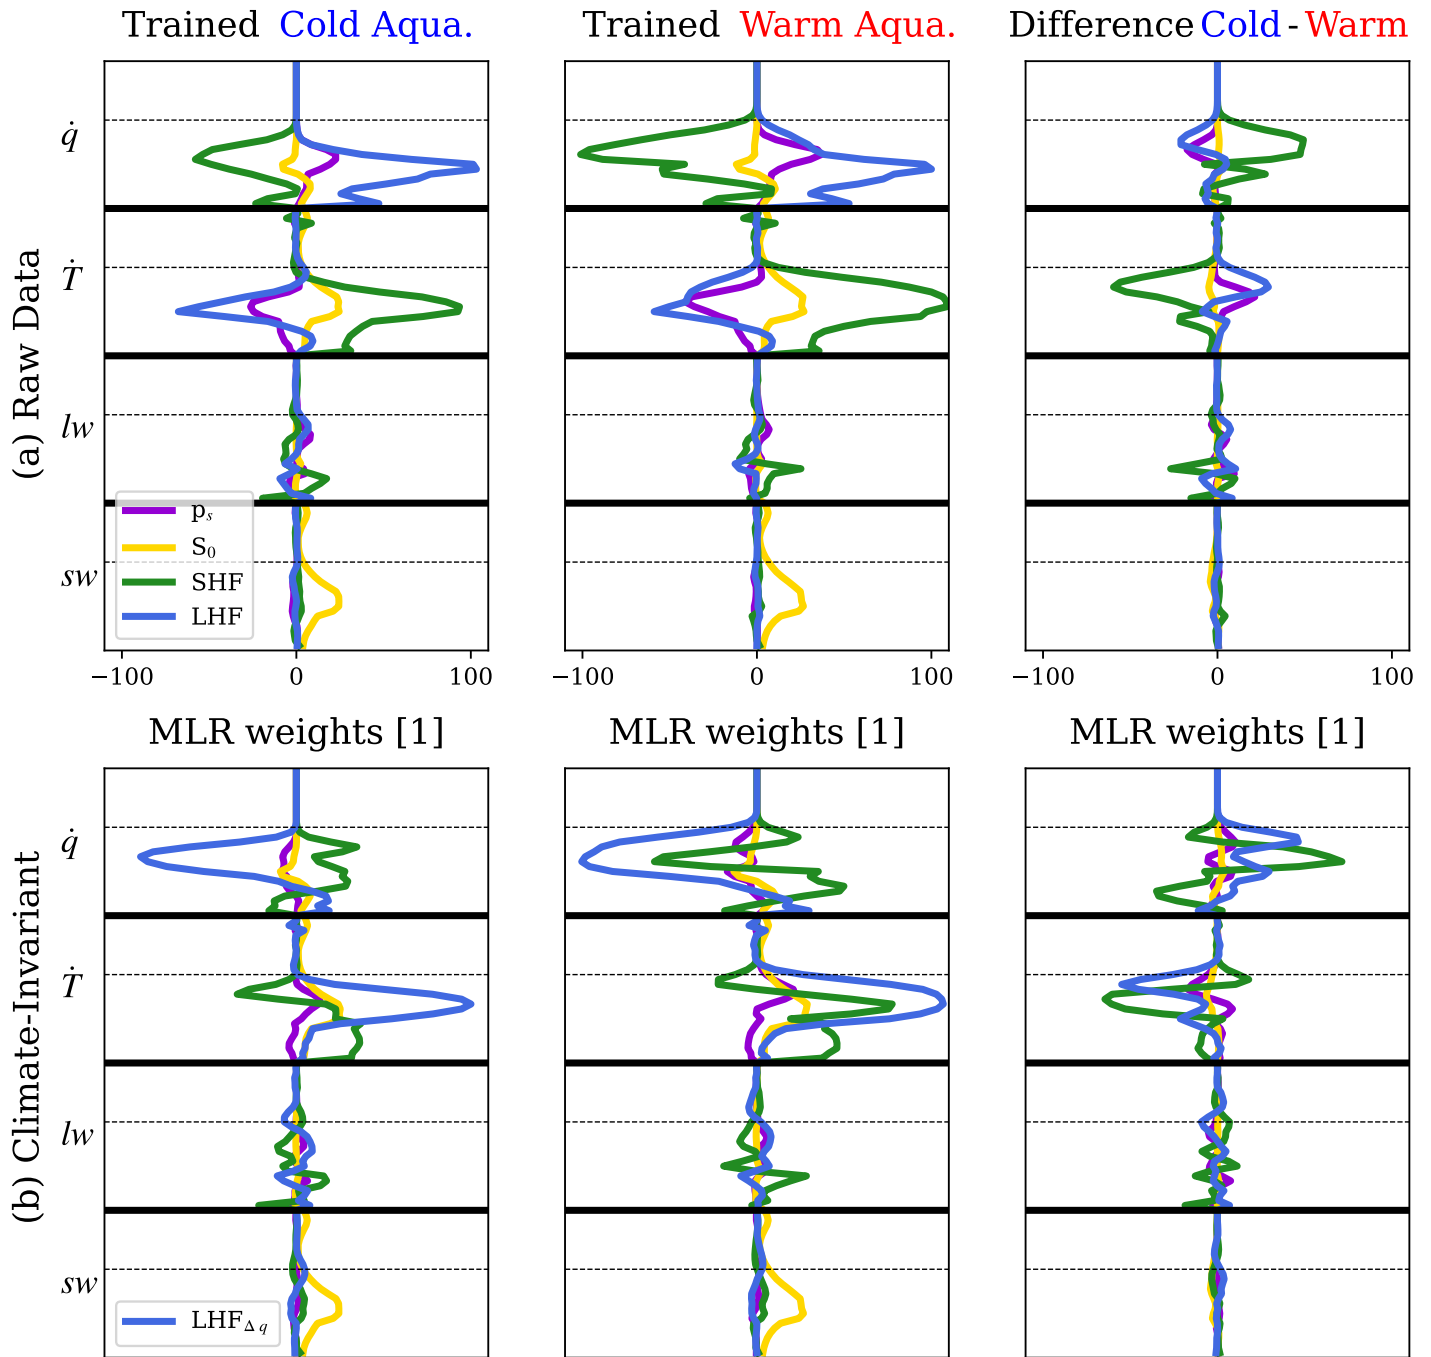 Trained Cold Aqua.
Trained Warm Aqua.
Difference Cold - Warm
(a) Raw Data
q̇
Ṫ
lw
sw
pₛ
S₀
SHF
LHF
−100 0 100
−100 0 100
−100 0 100
MLR weights [1]
MLR weights [1]
MLR weights [1]
(b) Climate-Invariant
q̇
Ṫ
lw
sw
LHF_Δq